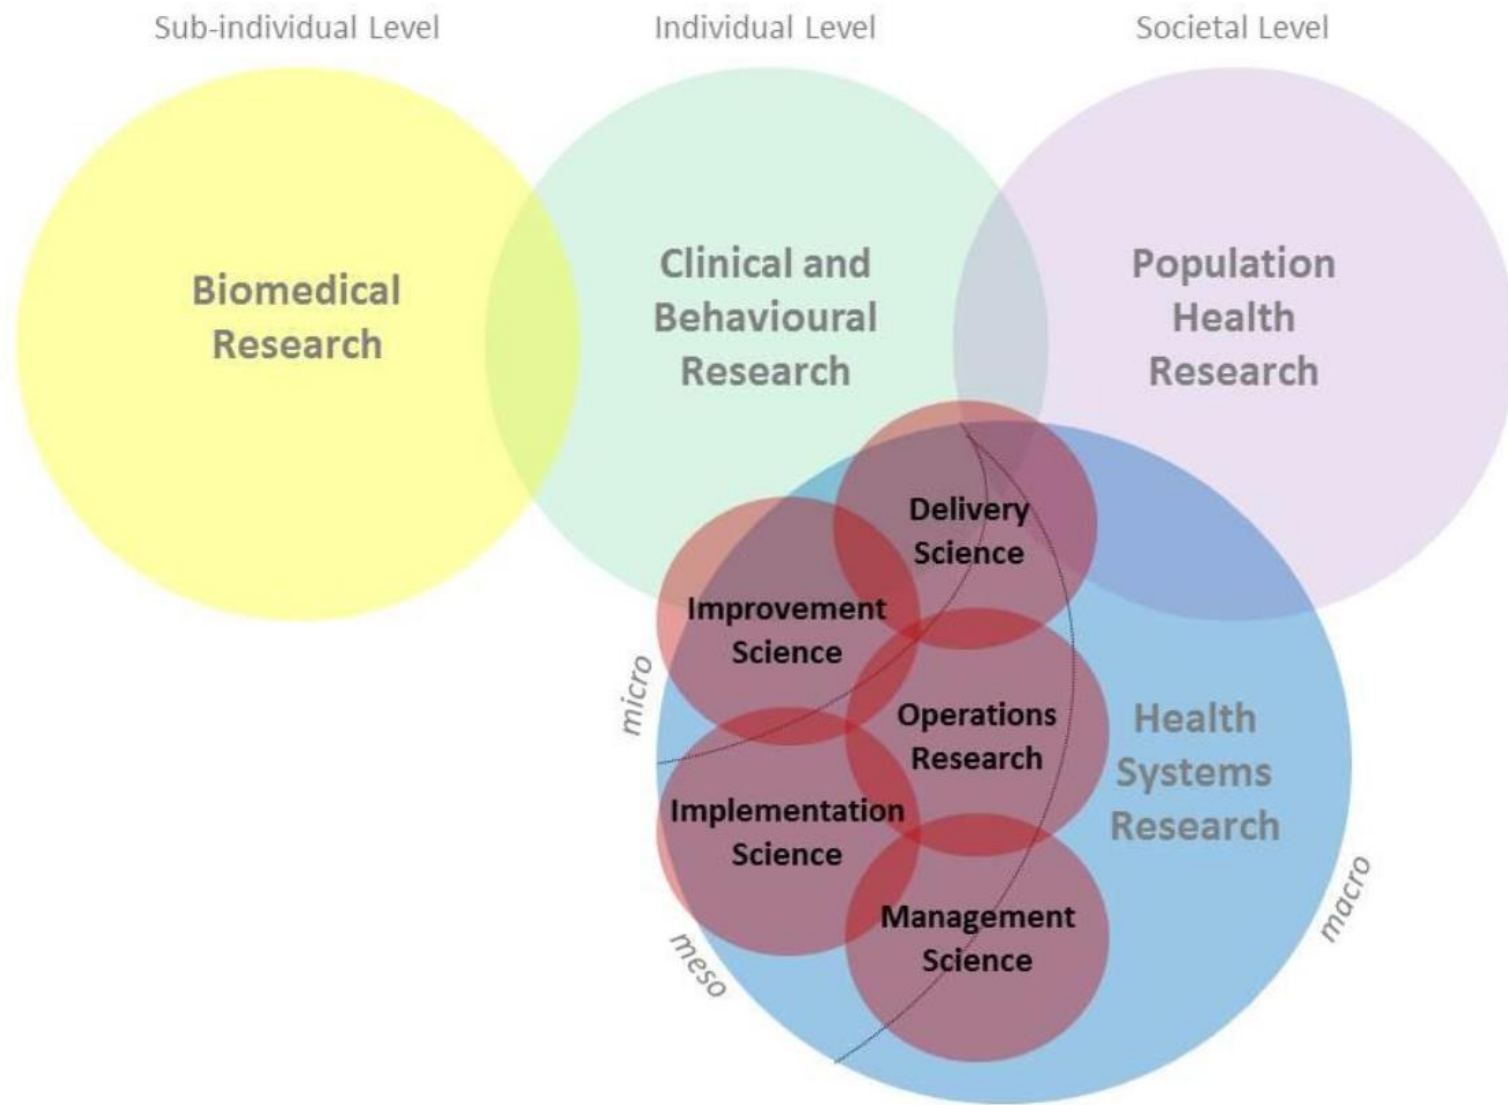 Sub-individual Level
Individual Level
Societal Level
Biomedical
Research
Clinical and
Behavioural
Research
Population
Health
Research
Delivery
Science
Improvement
Science
micro
Operations
Research
Health
Systems
Research
Implementation
Science
Management
Science
meso
macro